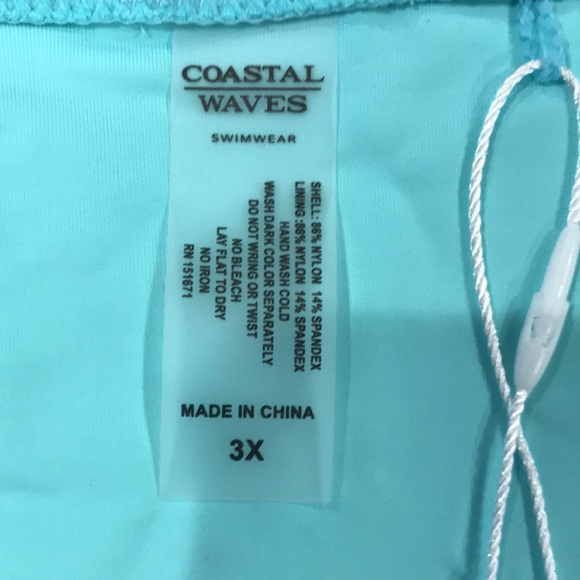 COASTAL
WAVES
SWIMWEAR
SHELL: 86% NYLON 14% SPANDEX
LINING :86% NYLON 14% SPANDEX
HAND WASH COLD
WASH DARK COLOR SEPARATELY
DO NOT WRING OR TWIST
NO BLEACH
LAY FLAT TO DRY
NO IRON
RN 151671
MADE IN CHINA
3X